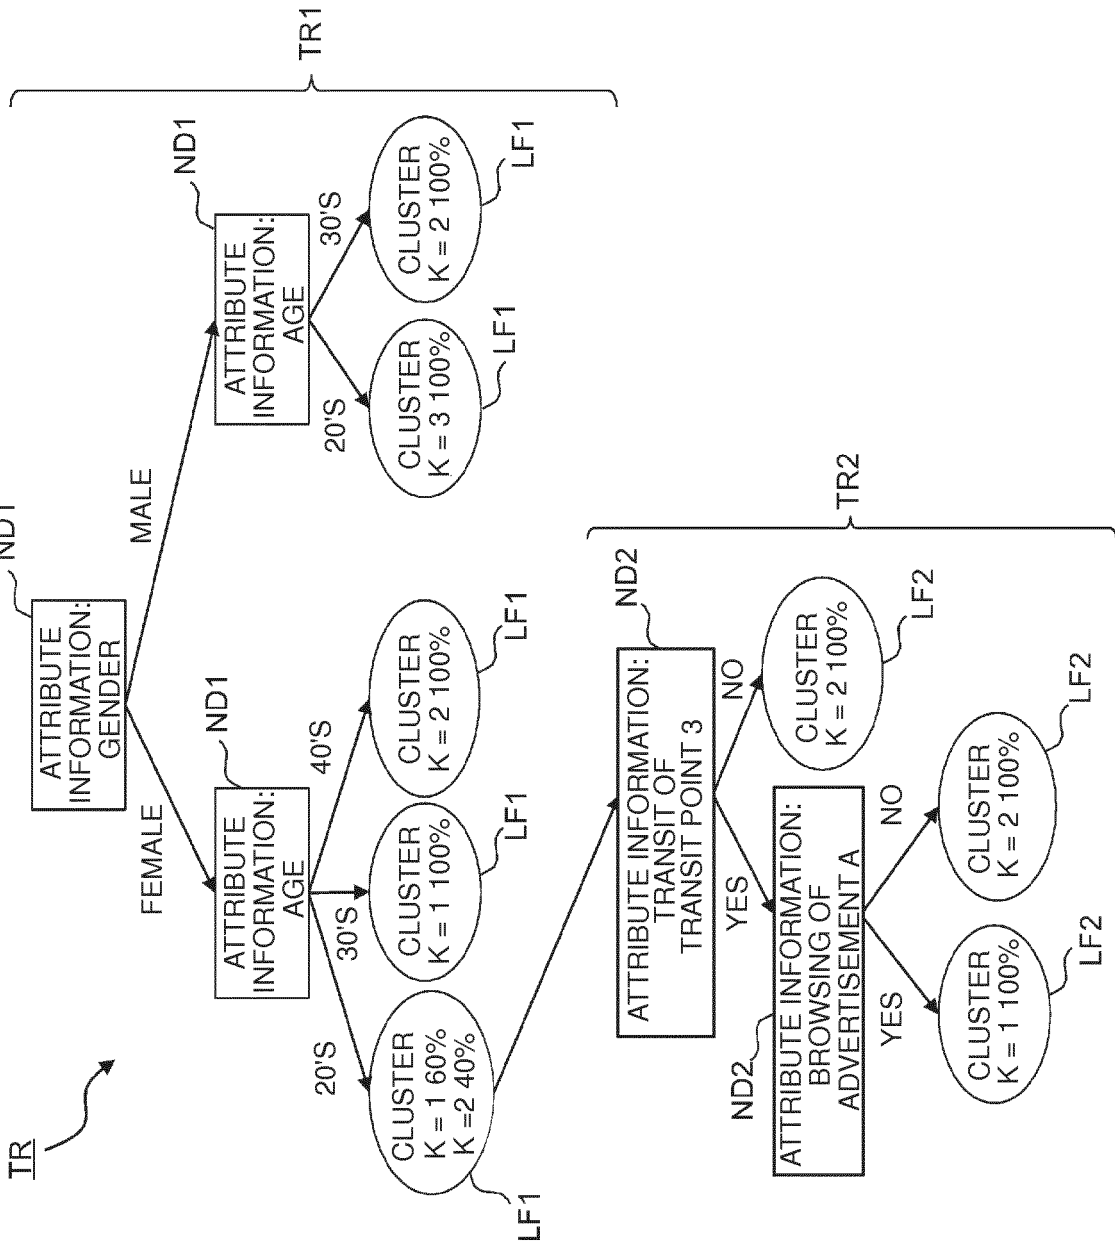 TR
ND1
ATTRIBUTE
INFORMATION:
GENDER
FEMALE
MALE
TR1
ND1
ATTRIBUTE
INFORMATION:
AGE
ND1
ATTRIBUTE
INFORMATION:
AGE
20'S
30'S
40'S
20'S
30'S
CLUSTER
K = 1 60%
K =2 40%
LF1
CLUSTER
K = 1 100%
LF1
CLUSTER
K = 2 100%
LF1
CLUSTER
K = 3 100%
LF1
CLUSTER
K = 2 100%
LF1
ND2
ATTRIBUTE INFORMATION:
TRANSIT OF
TRANSIT POINT 3
TR2
YES
NO
ND2
ATTRIBUTE INFORMATION:
BROWSING OF
ADVERTISEMENT A
CLUSTER
K = 2 100%
LF2
YES
NO
CLUSTER
K = 1 100%
LF2
CLUSTER
K = 2 100%
LF2